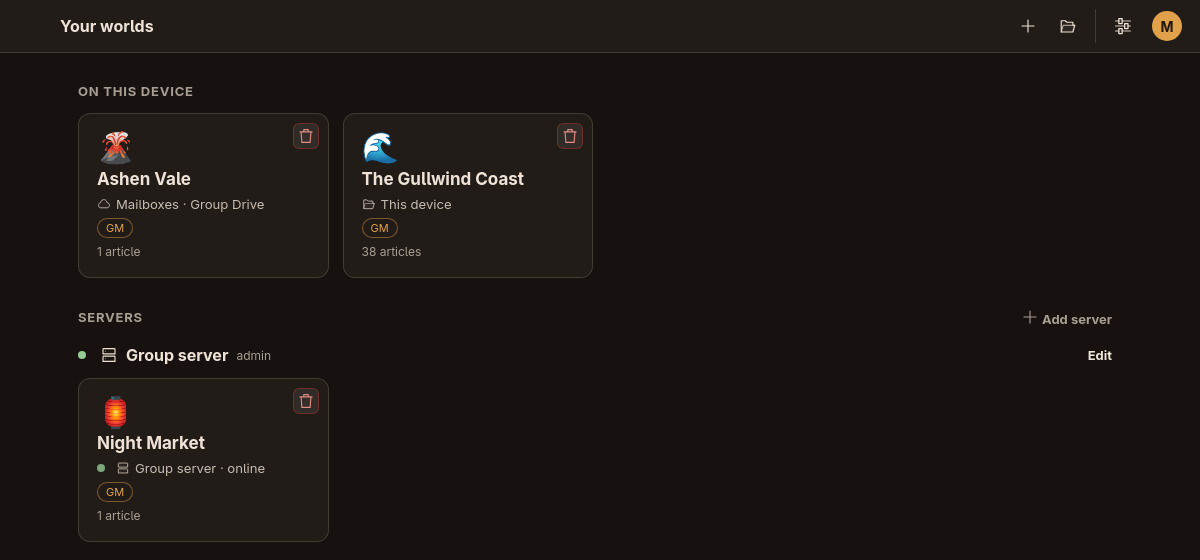 Your worlds
M
ON THIS DEVICE
Ashen Vale
Mailboxes · Group Drive
GM
1 article
The Gullwind Coast
This device
GM
38 articles
SERVERS
Add server
Group server admin
Edit
Night Market
Group server · online
GM
1 article